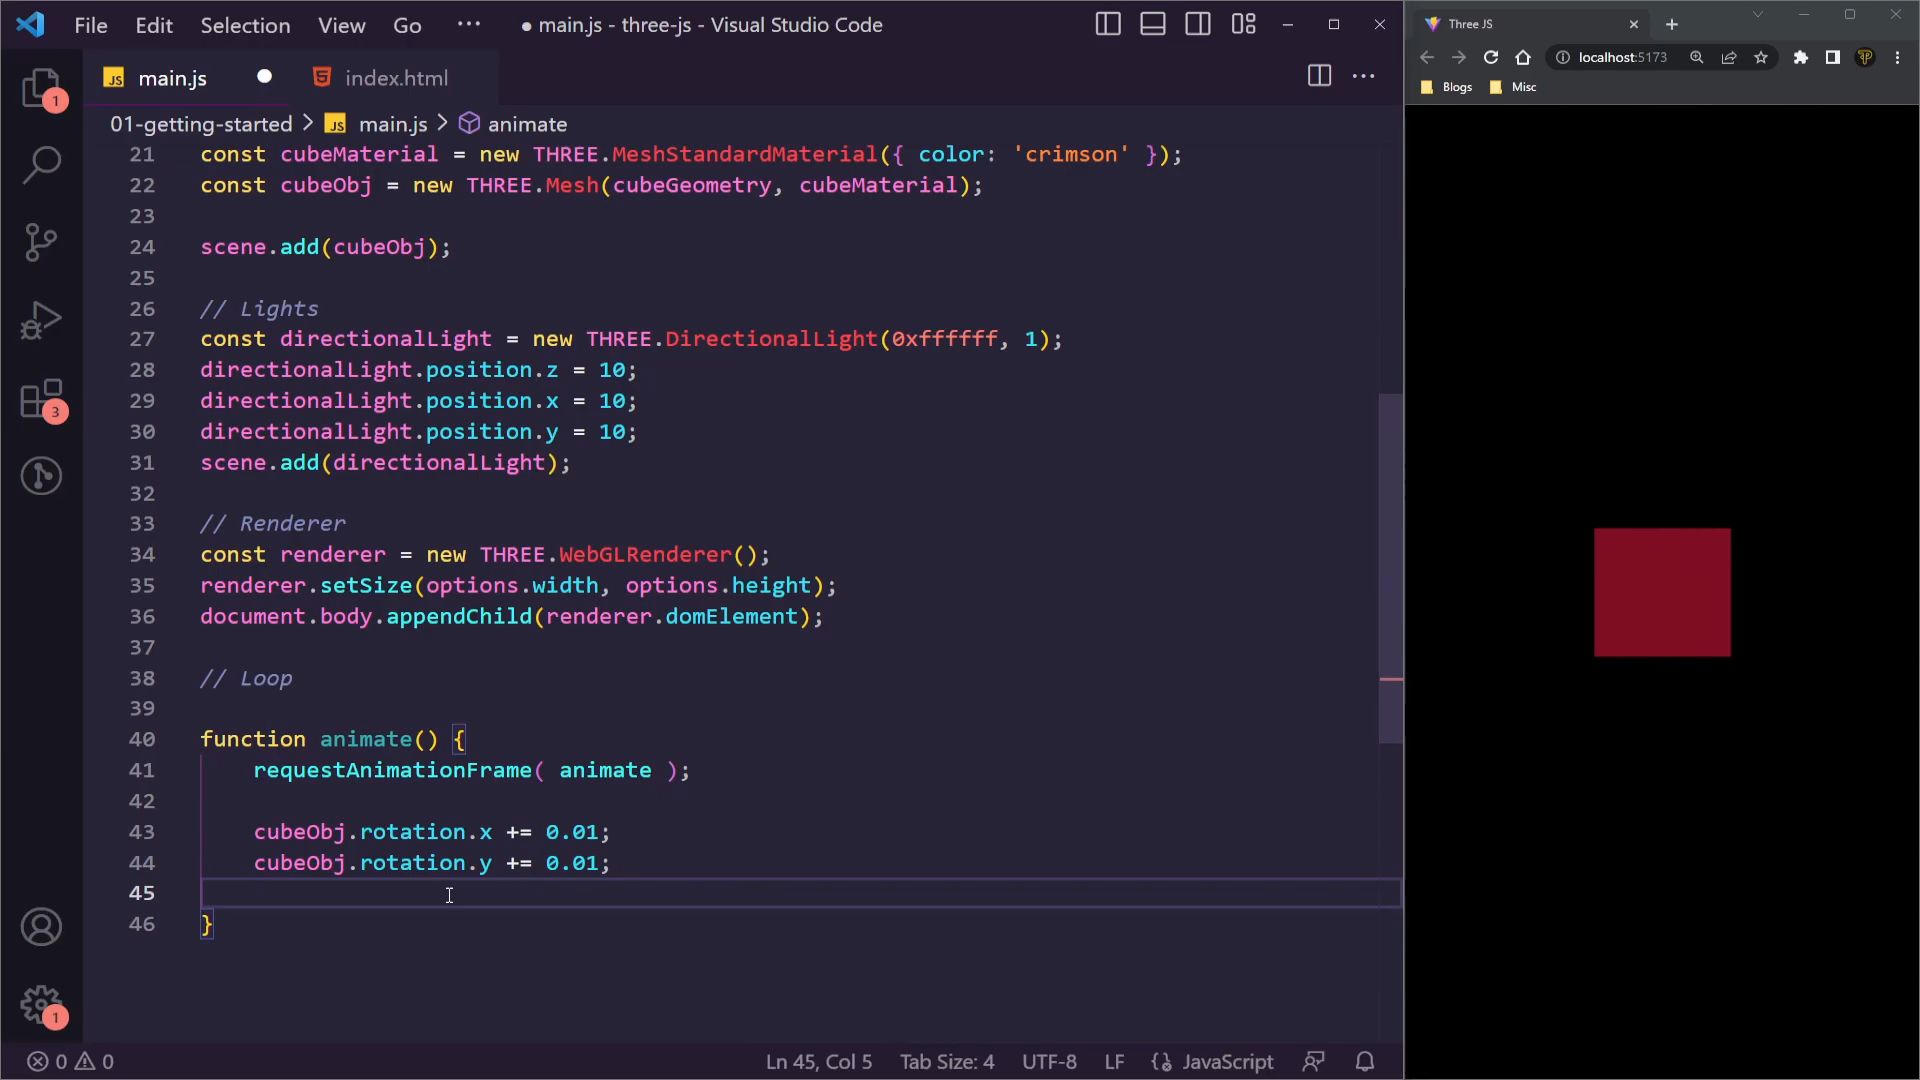 File Edit Selection View Go ··· ● main.js - three-js - Visual Studio Code
JS main.js ● index.html
01-getting-started > JS main.js > animate
21 const cubeMaterial = new THREE.MeshStandardMaterial({ color: 'crimson' });
22 const cubeObj = new THREE.Mesh(cubeGeometry, cubeMaterial);
23
24 scene.add(cubeObj);
25
26 // Lights
27 const directionalLight = new THREE.DirectionalLight(0xffffff, 1);
28 directionalLight.position.z = 10;
29 directionalLight.position.x = 10;
30 directionalLight.position.y = 10;
31 scene.add(directionalLight);
32
33 // Renderer
34 const renderer = new THREE.WebGLRenderer();
35 renderer.setSize(options.width, options.height);
36 document.body.appendChild(renderer.domElement);
37
38 // Loop
39
40 function animate() {
41 requestAnimationFrame( animate );
42
43 cubeObj.rotation.x += 0.01;
44 cubeObj.rotation.y += 0.01;
45
46 }
1
3
1
0 0 Ln 45, Col 5 Tab Size: 4 UTF-8 LF JavaScript
Three JS
localhost:5173
Blogs Misc